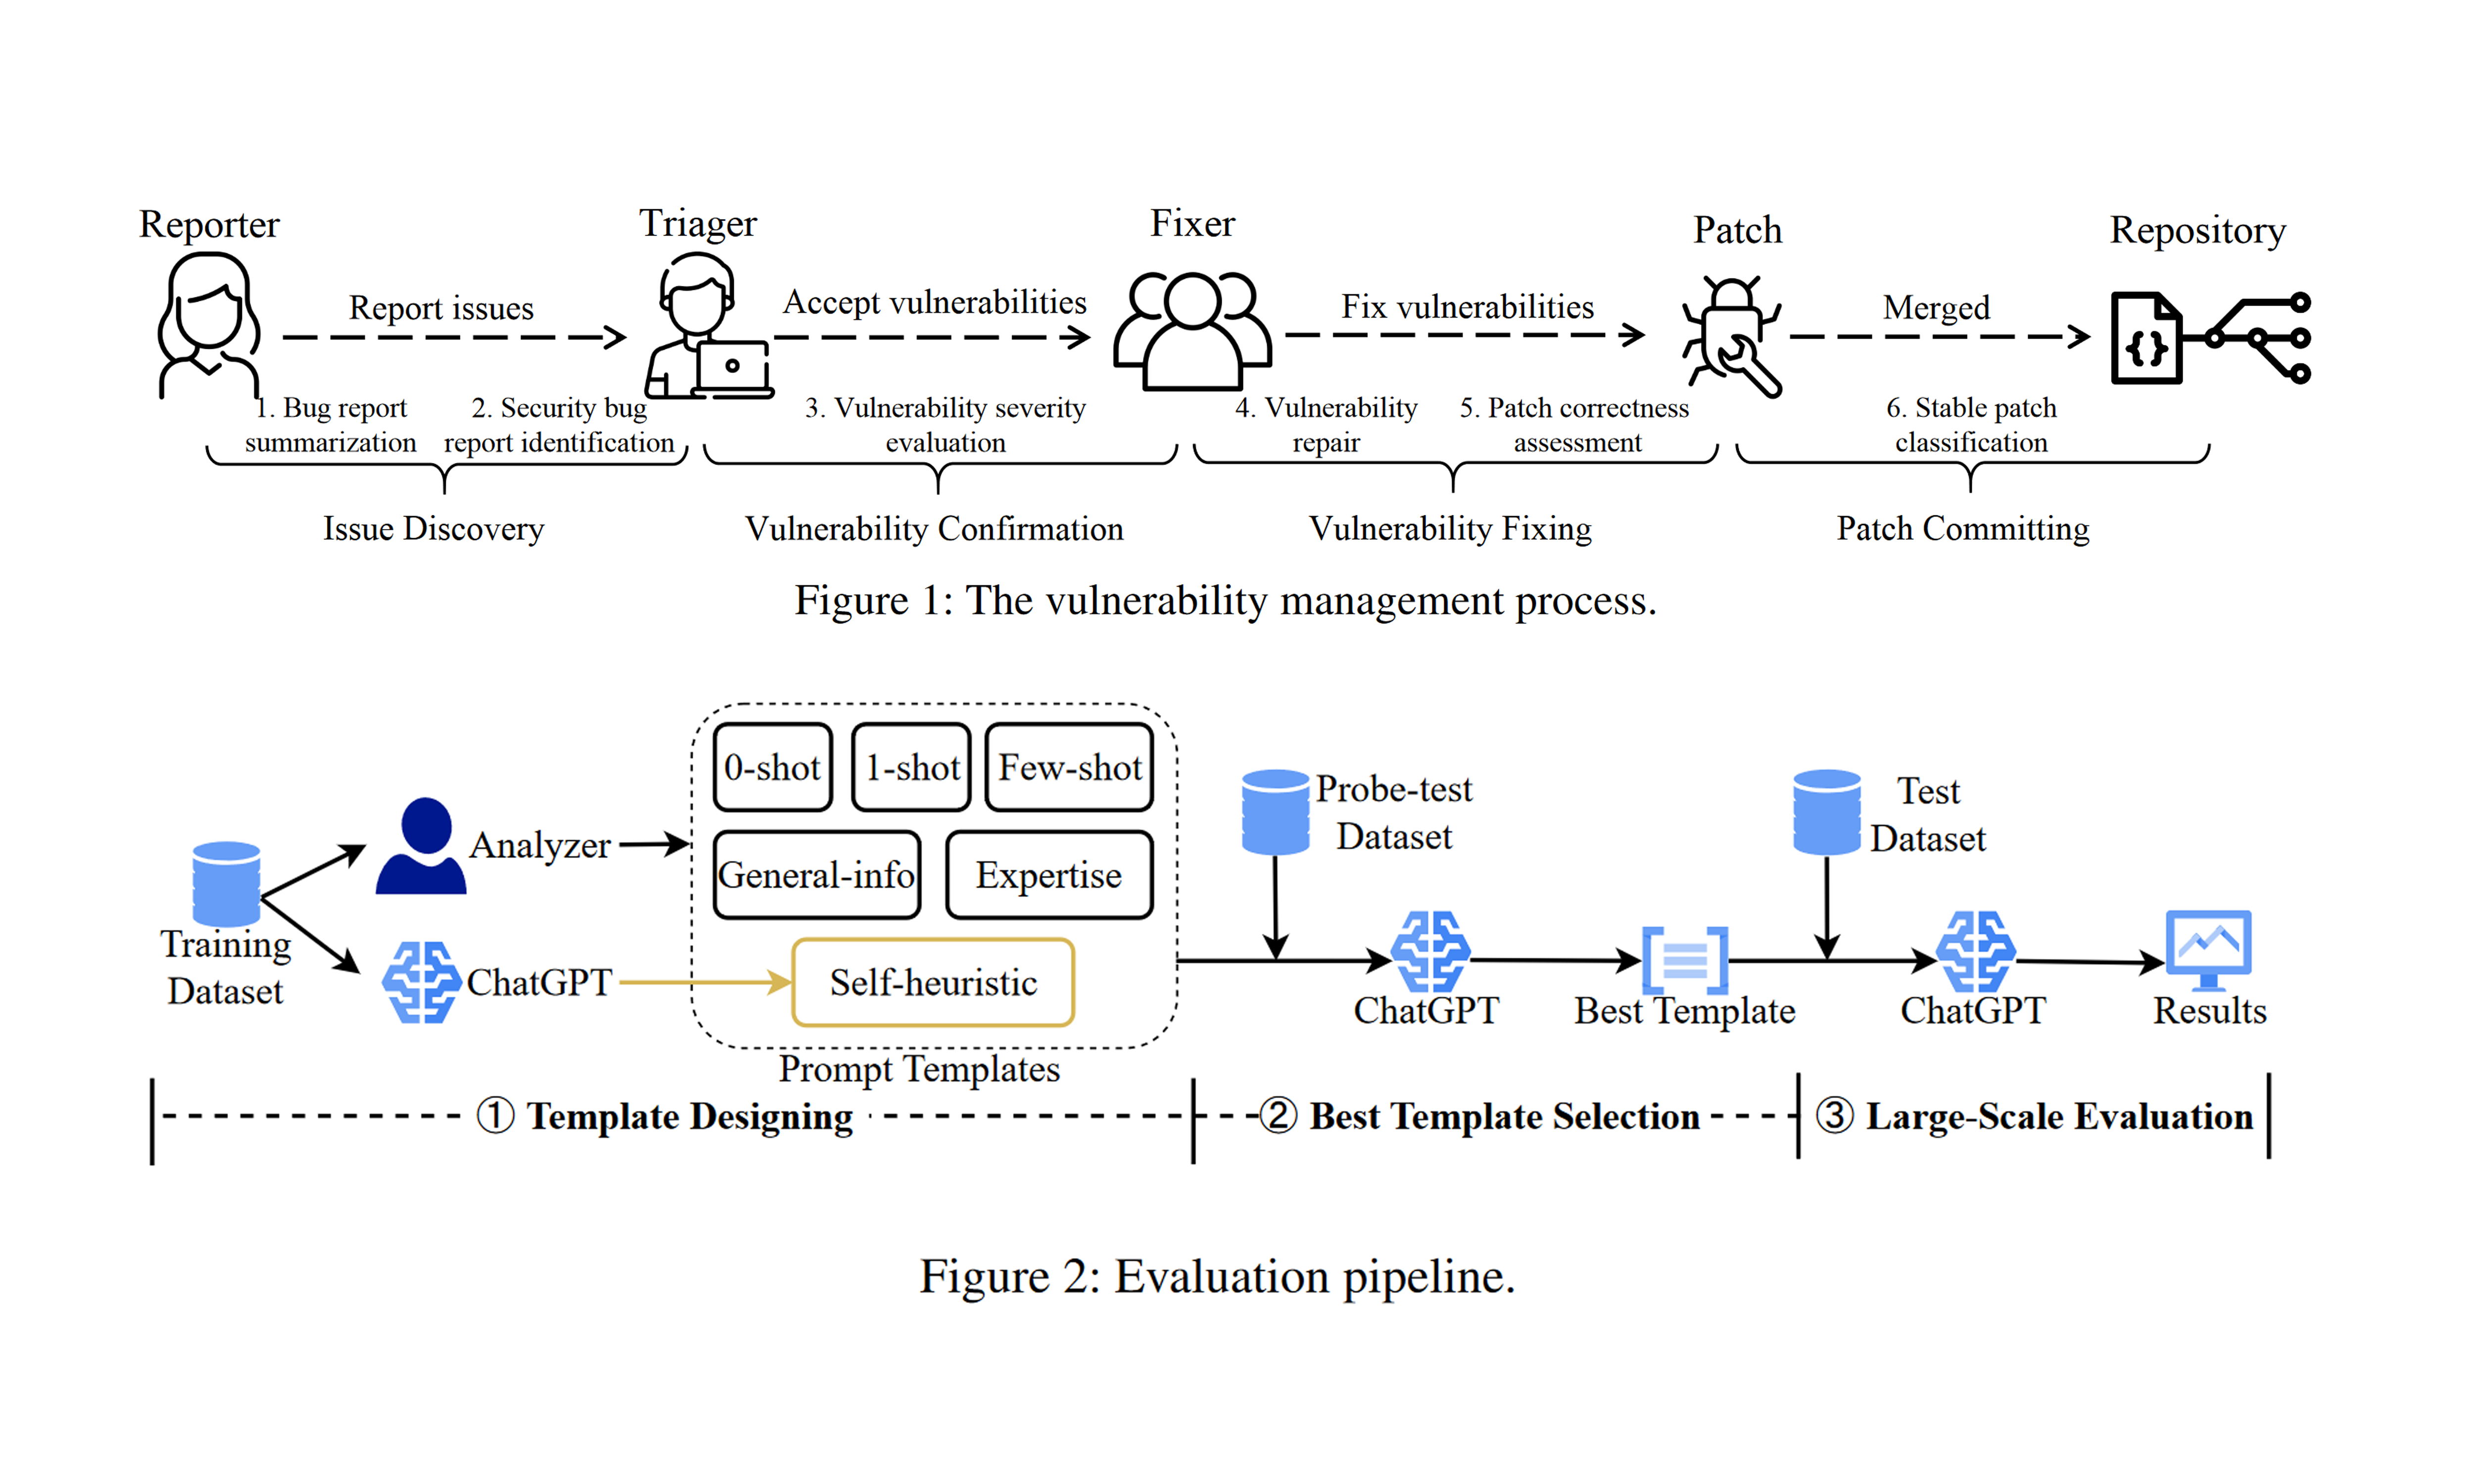 Reporter
Triager
Fixer
Patch
Repository
Report issues
Accept vulnerabilities
Fix vulnerabilities
Merged
1. Bug report
summarization
2. Security bug
report identification
3. Vulnerability severity
evaluation
4. Vulnerability
repair
5. Patch correctness
assessment
6. Stable patch
classification
Issue Discovery
Vulnerability Confirmation
Vulnerability Fixing
Patch Committing
Figure 1: The vulnerability management process.
Training
Dataset
Analyzer
ChatGPT
0-shot
1-shot
Few-shot
General-info
Expertise
Self-heuristic
Prompt Templates
Probe-test
Dataset
ChatGPT
Best Template
Test
Dataset
ChatGPT
Results
① Template Designing
② Best Template Selection
③ Large-Scale Evaluation
Figure 2: Evaluation pipeline.